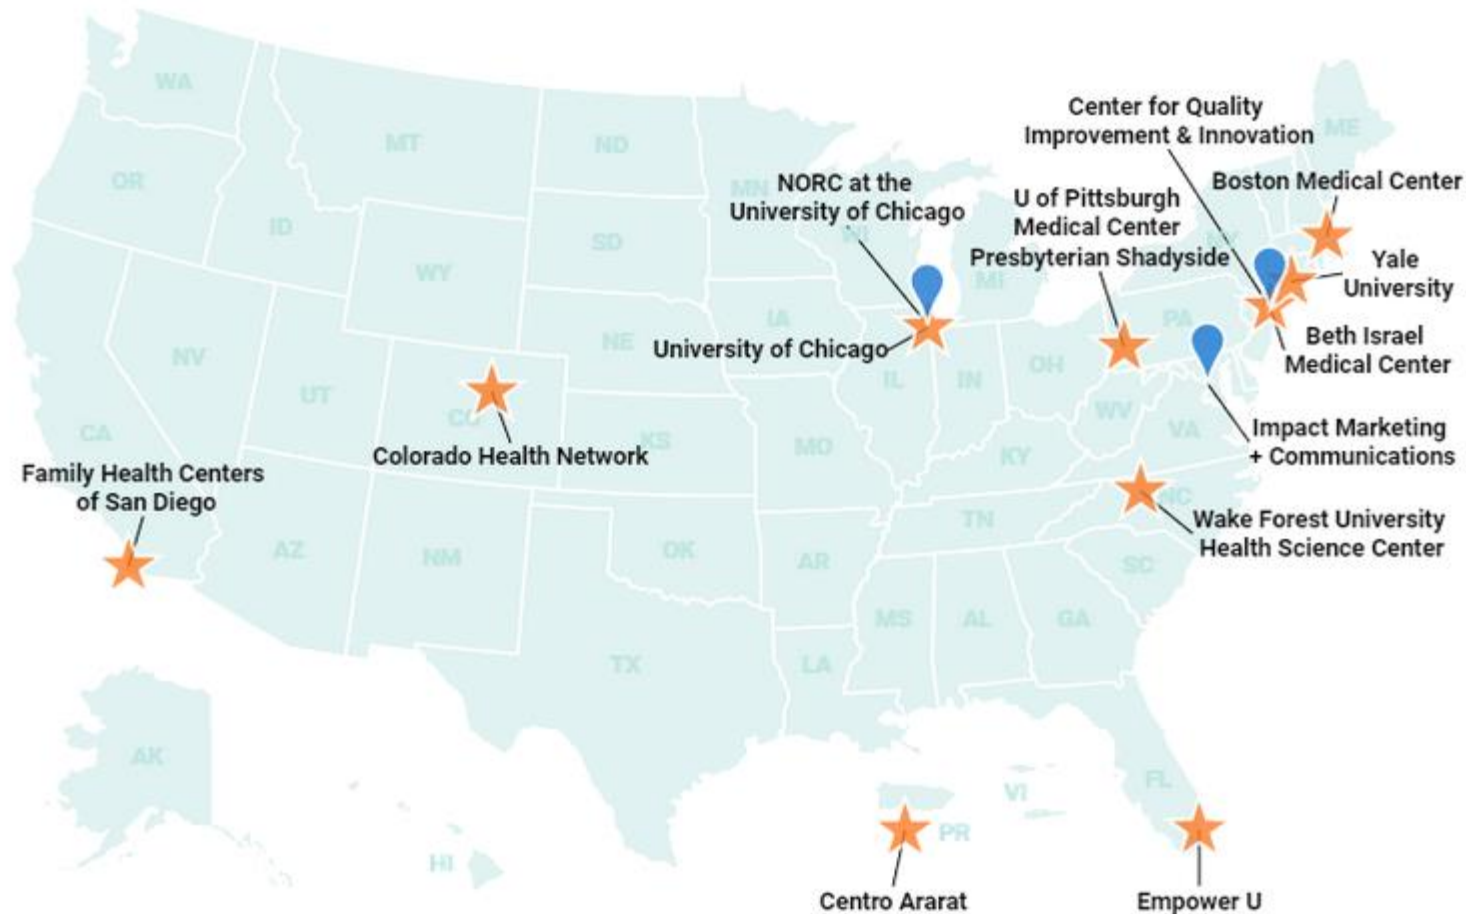 WA
MT
ND
MN
OR
ID
WY
SD
WI
MI
NY
ME
Center for Quality
Improvement & Innovation
NORC at the
University of Chicago
U of Pittsburgh
Medical Center
Presbyterian Shadyside
Boston Medical Center
Yale
University
Beth Israel
Medical Center
University of Chicago
NV
UT
CO
NE
IA
IL
IN
OH
PA
WV
VA
CA
KS
MO
KY
Colorado Health Network
Impact Marketing
+ Communications
Family Health Centers
of San Diego
NC
Wake Forest University
Health Science Center
AZ
NM
OK
AR
TN
SC
MS
AL
GA
TX
LA
AK
HI
FL
VI
PR
Centro Ararat
Empower U